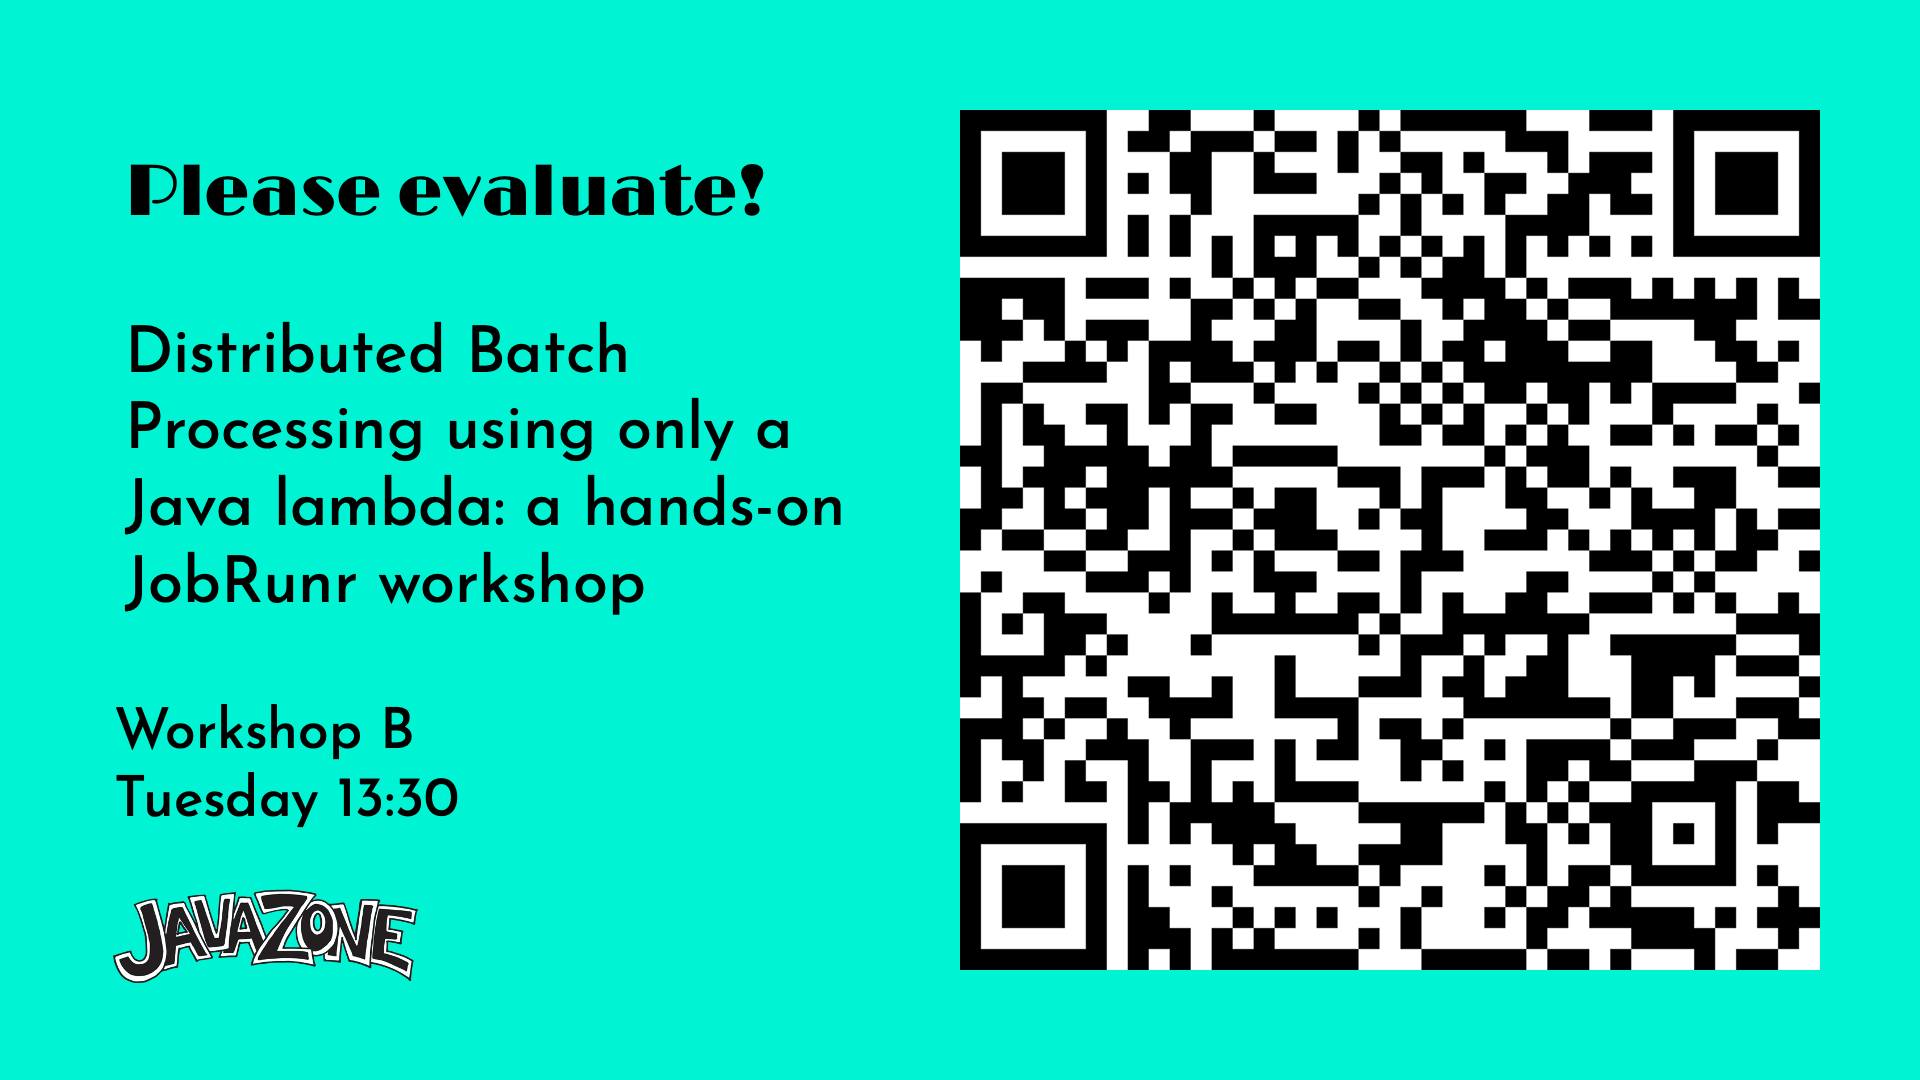 Please evaluate!
Distributed Batch
Processing using only a
Java lambda: a hands-on
JobRunr workshop
Workshop B
Tuesday 13:30
JAVAZONE